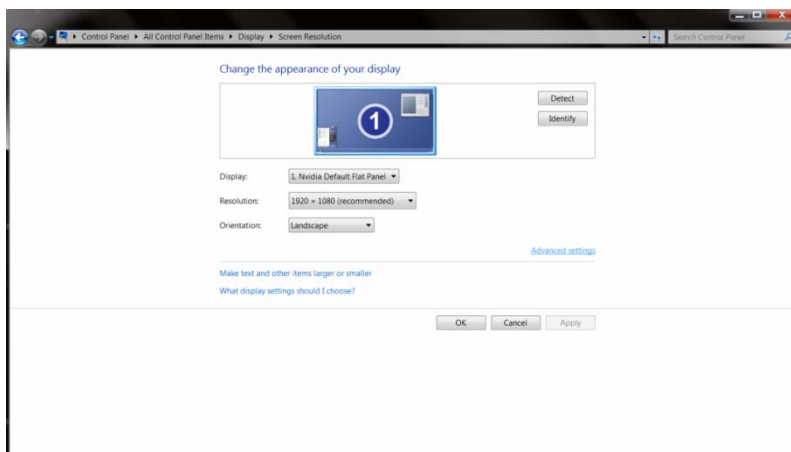 Control Panel ▸ All Control Panel Items ▸ Display ▸ Screen Resolution
Search Control Panel
Change the appearance of your display
1
Detect
Identify
Display: 1. Nvidia Default Flat Panel
Resolution: 1920 × 1080 (recommended)
Orientation: Landscape
Advanced settings
Make text and other items larger or smaller
What display settings should I choose?
OK Cancel Apply